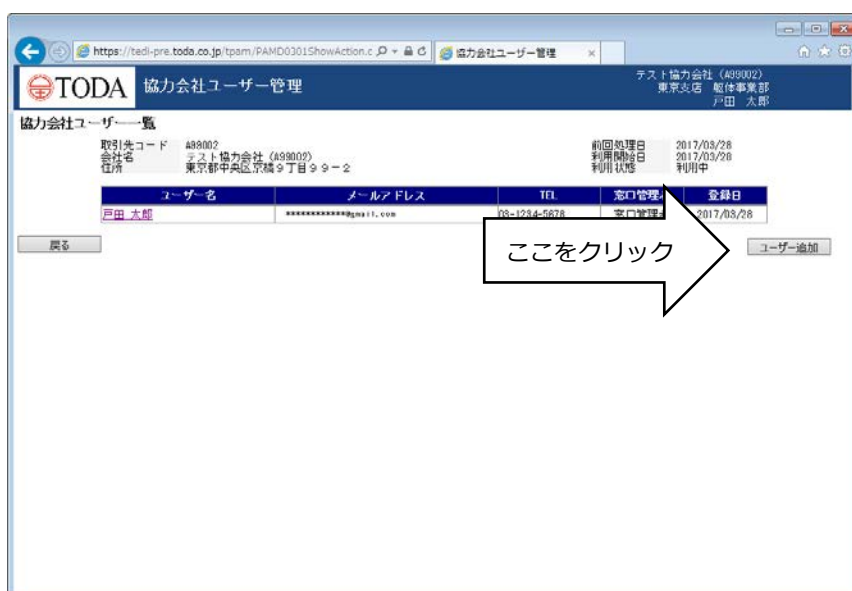 https://tedi-pre.toda.co.jp/tpam/PAMD0301ShowAction.c
協力会社ユーザー管理
TODA 協力会社ユーザー管理
テスト協力会社 (A99002)
東京支店 躯体事業部
戸田 太郎
協力会社ユーザー一覧
取引先コード A99002 前回処理日 2017/03/28
会社名 テスト協力会社 (A99002) 利用開始日 2017/03/28
住所 東京都中央区京橋9丁目99-2 利用状態 利用中
ユーザー名 メールアドレス TEL 窓口管理 登録日
戸田 太郎 ************@gmail.com 03-1234-5678 窓口管理 2017/03/28
戻る ここをクリック ユーザー追加